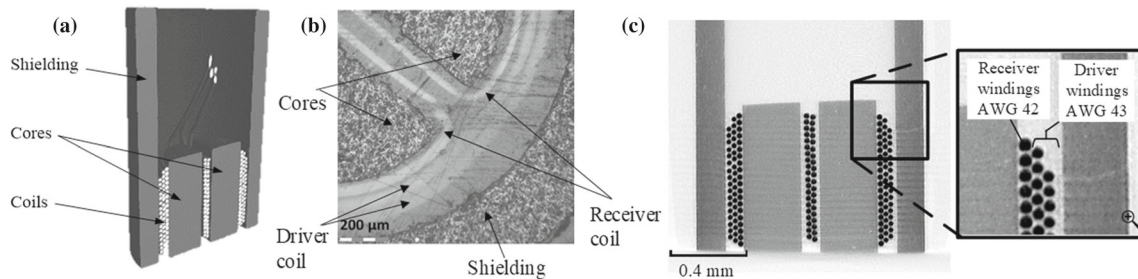 (a)
Shielding
Cores
Coils
(b)
Cores
Driver
coil
200 μm
Shielding
Receiver
coil
(c)
0.4 mm
Receiver
windings
AWG 42
Driver
windings
AWG 43